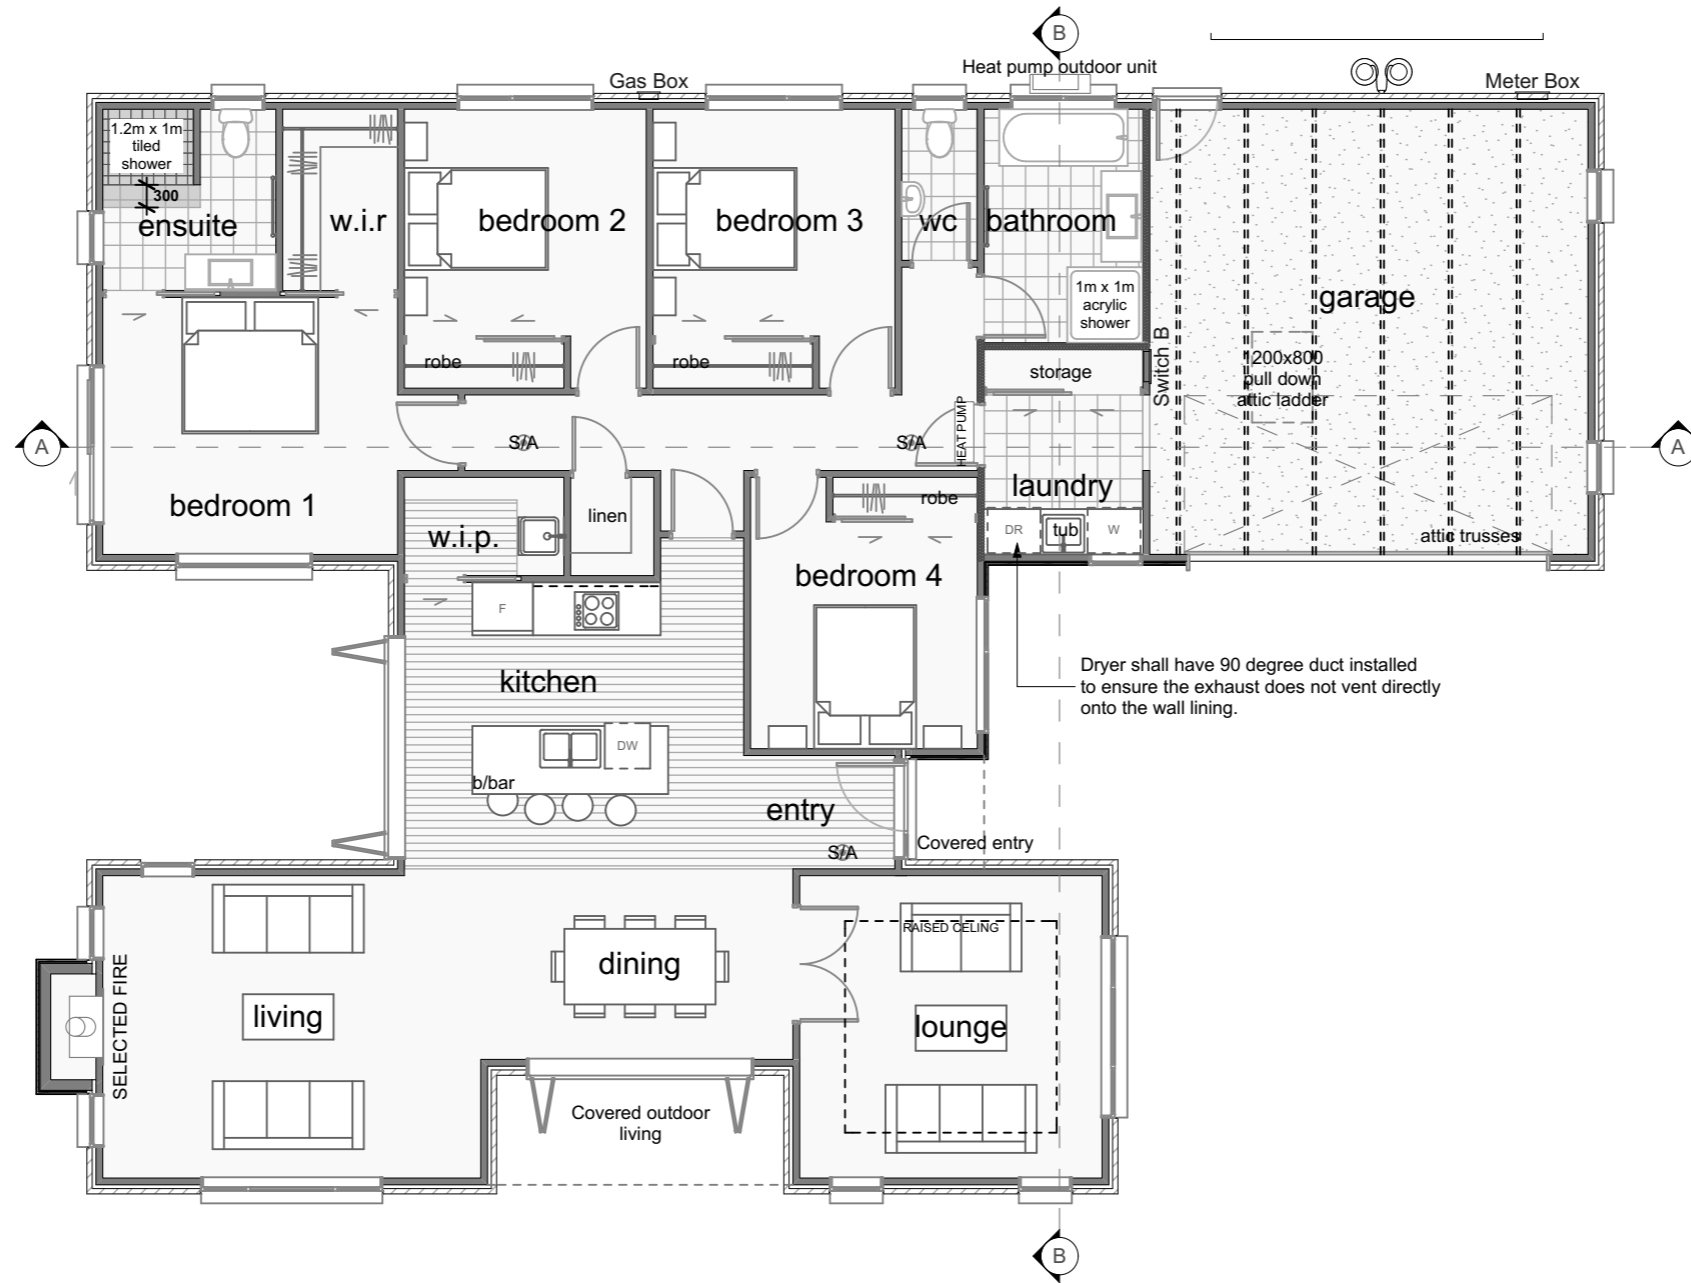 B
Heat pump outdoor unit
Gas Box
Meter Box
1.2m x 1m
tiled
shower
300
ensuite
w.i.r
bedroom 2
bedroom 3
wc
bathroom
1m x 1m
acrylic
shower
garage
robe
robe
storage
Switch B
1200x800
pull down
attic ladder
A
S/A
S/A
HEAT PUMP
A
bedroom 1
w.i.p.
linen
robe
laundry
DR
tub
W
attic trusses
bedroom 4
F
kitchen
Dryer shall have 90 degree duct installed
to ensure the exhaust does not vent directly
onto the wall lining.
DW
b/bar
entry
S/A
Covered entry
RAISED CELING
SELECTED FIRE
living
dining
lounge
Covered outdoor
living
B